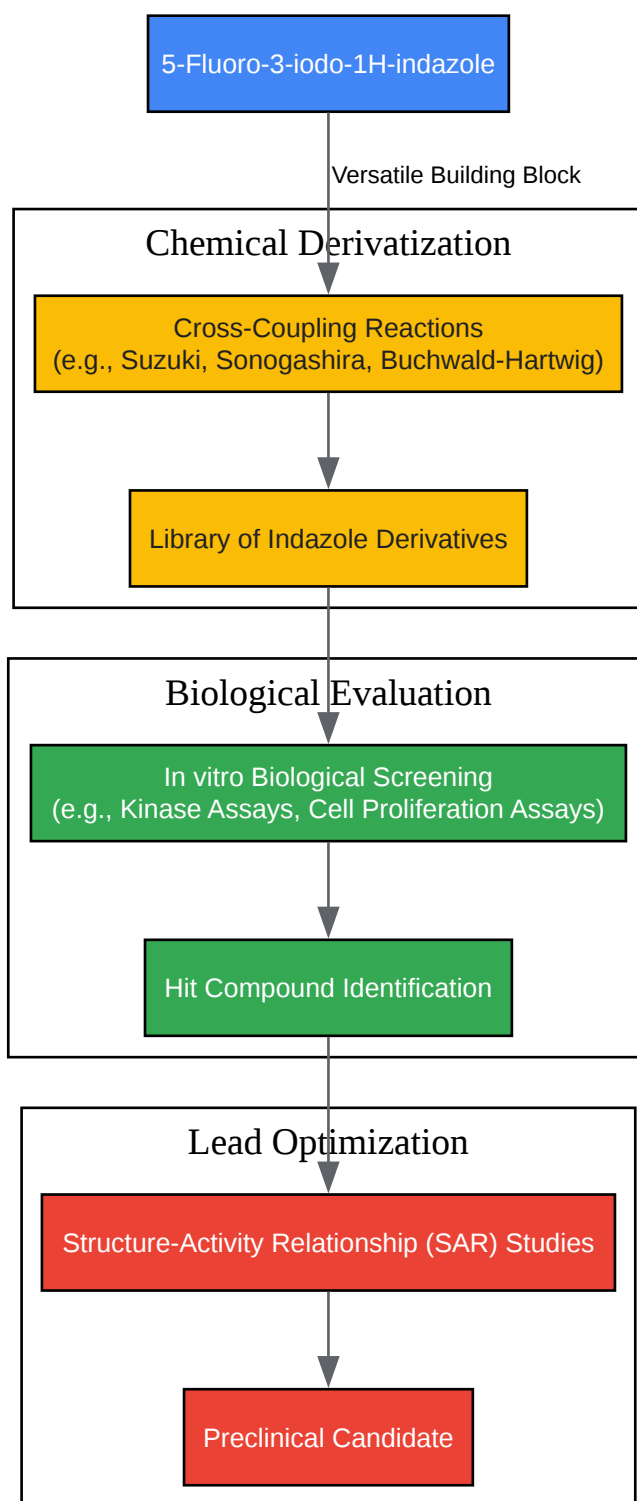 5-Fluoro-3-iodo-1H-indazole
Versatile Building Block
Chemical Derivatization
Cross-Coupling Reactions
(e.g., Suzuki, Sonogashira, Buchwald-Hartwig)
Library of Indazole Derivatives
Biological Evaluation
In vitro Biological Screening
(e.g., Kinase Assays, Cell Proliferation Assays)
Hit Compound Identification
Lead Optimization
Structure-Activity Relationship (SAR) Studies
Preclinical Candidate